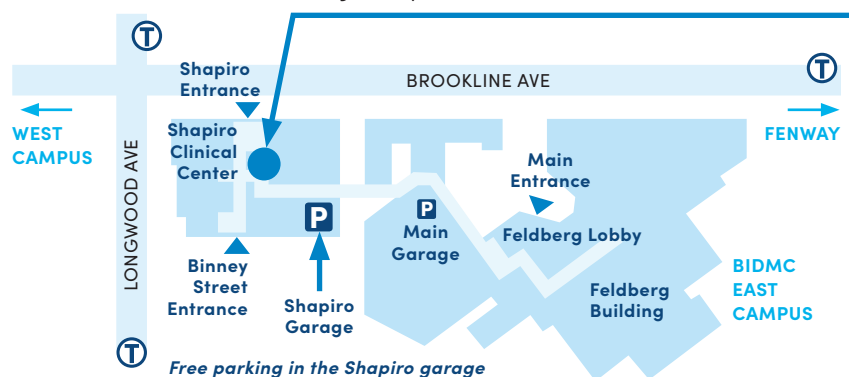 T
T
Shapiro
Entrance
BROOKLINE AVE
WEST
CAMPUS
FENWAY
Shapiro
Clinical
Center
LONGWOOD AVE
Main
Entrance
P
P
Main
Garage
Feldberg Lobby
Binney
Street
Entrance
Shapiro
Garage
Feldberg
Building
BIDMC
EAST
CAMPUS
T
Free parking in the Shapiro garage